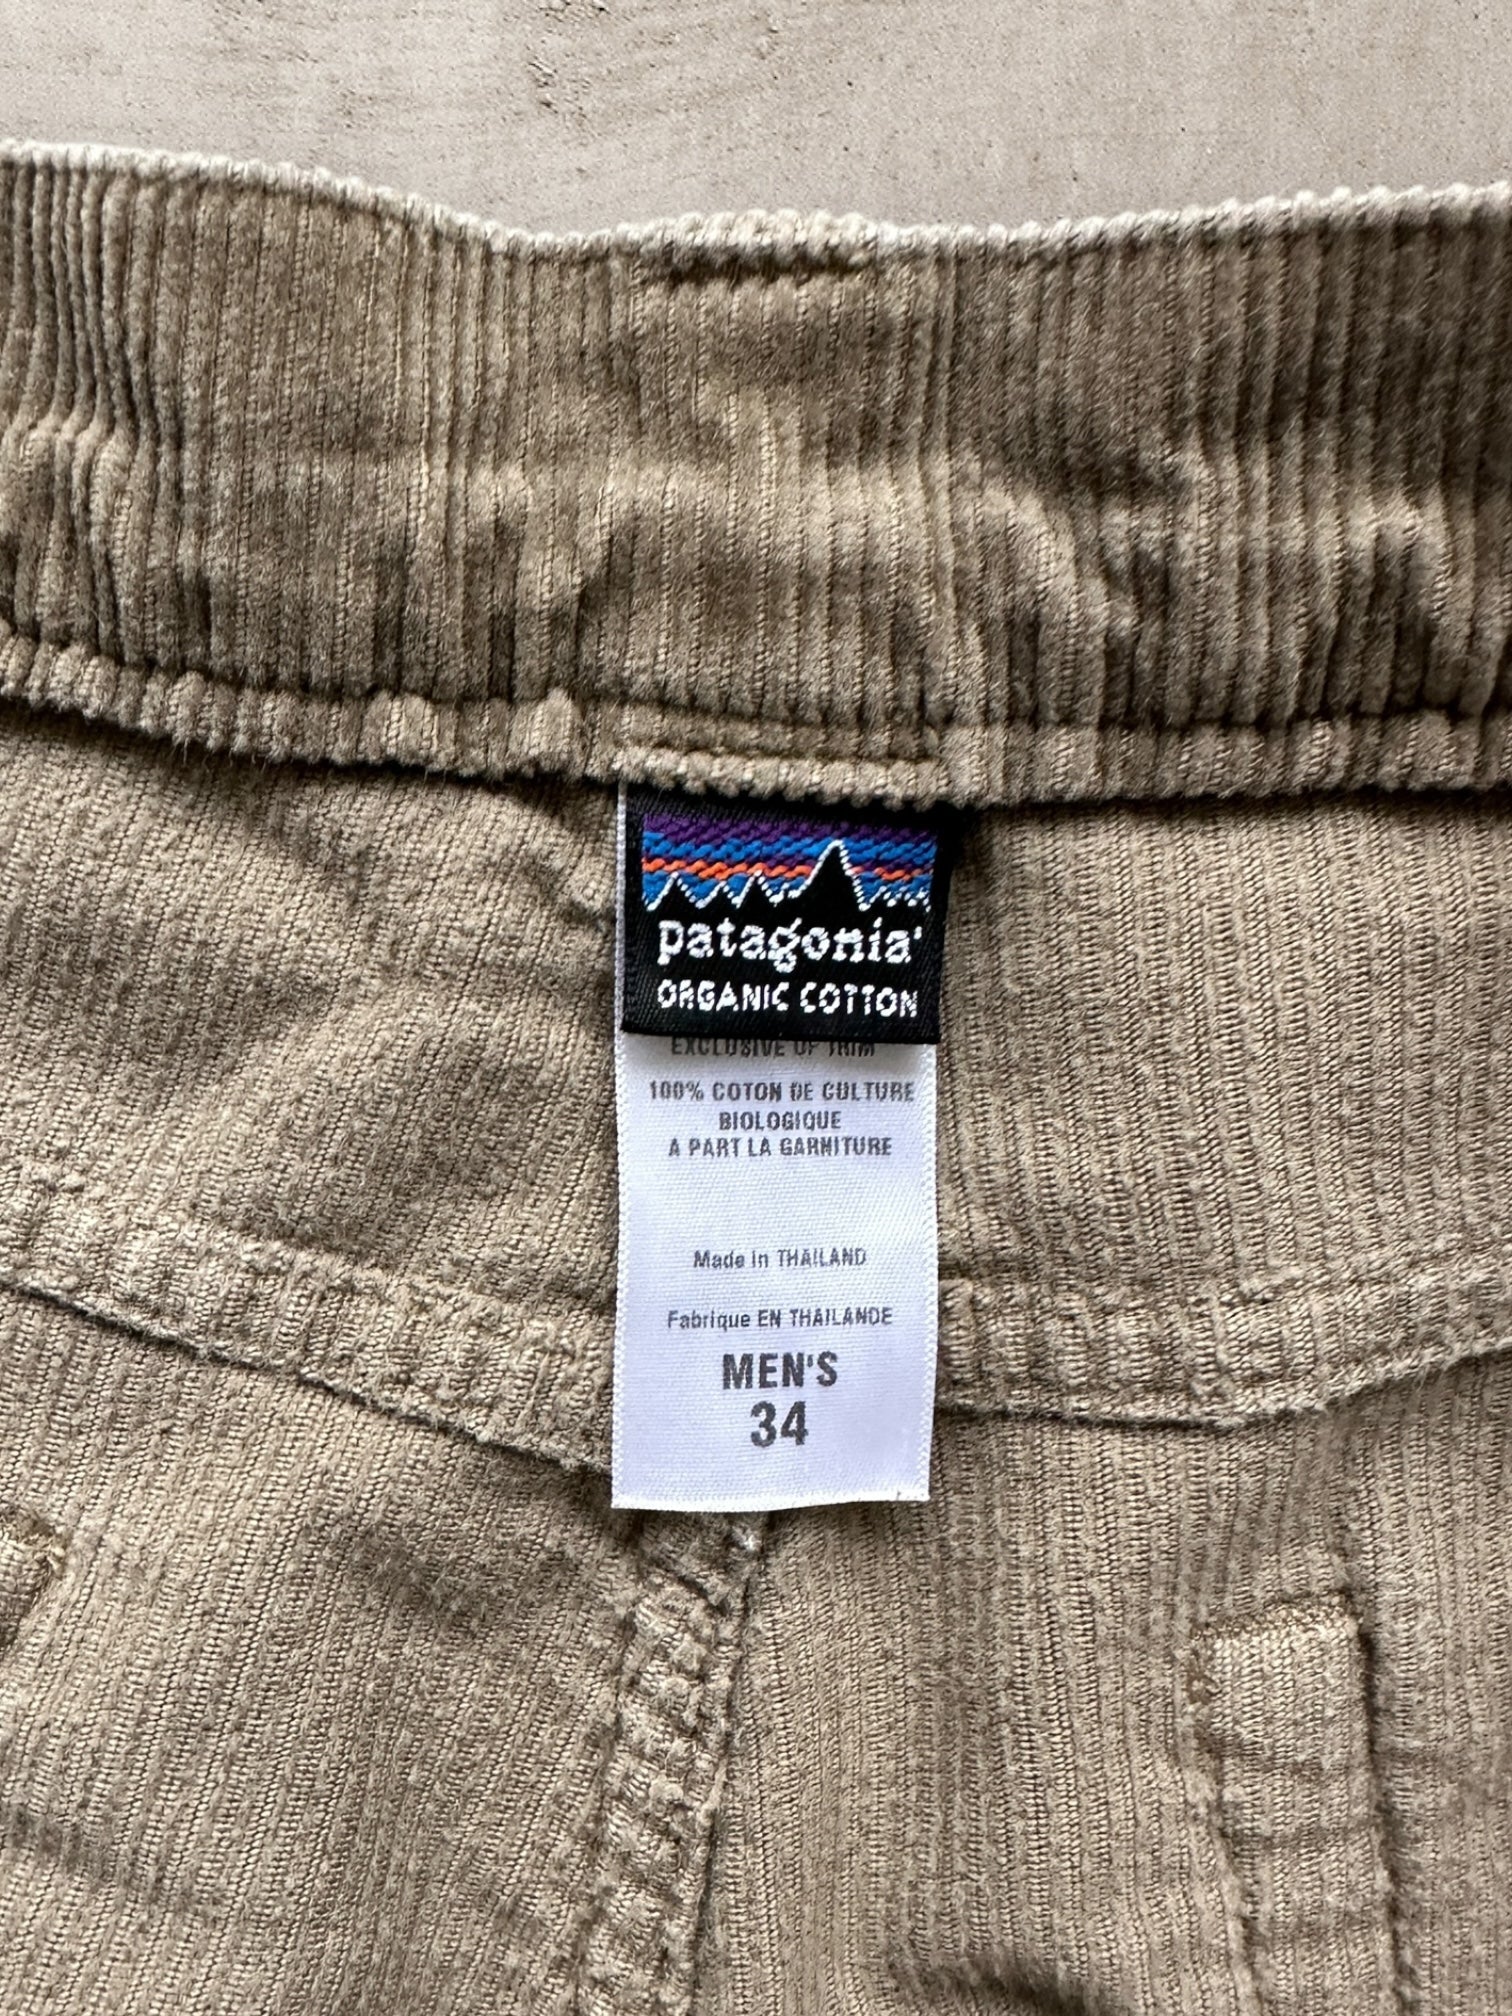 patagonia®
ORGANIC COTTON
EXCLUSIVE OF TRIM
100% COTON DE CULTURE
BIOLOGIQUE
A PART LA GARNITURE
Made in THAILAND
Fabrique EN THAILANDE
MEN'S
34